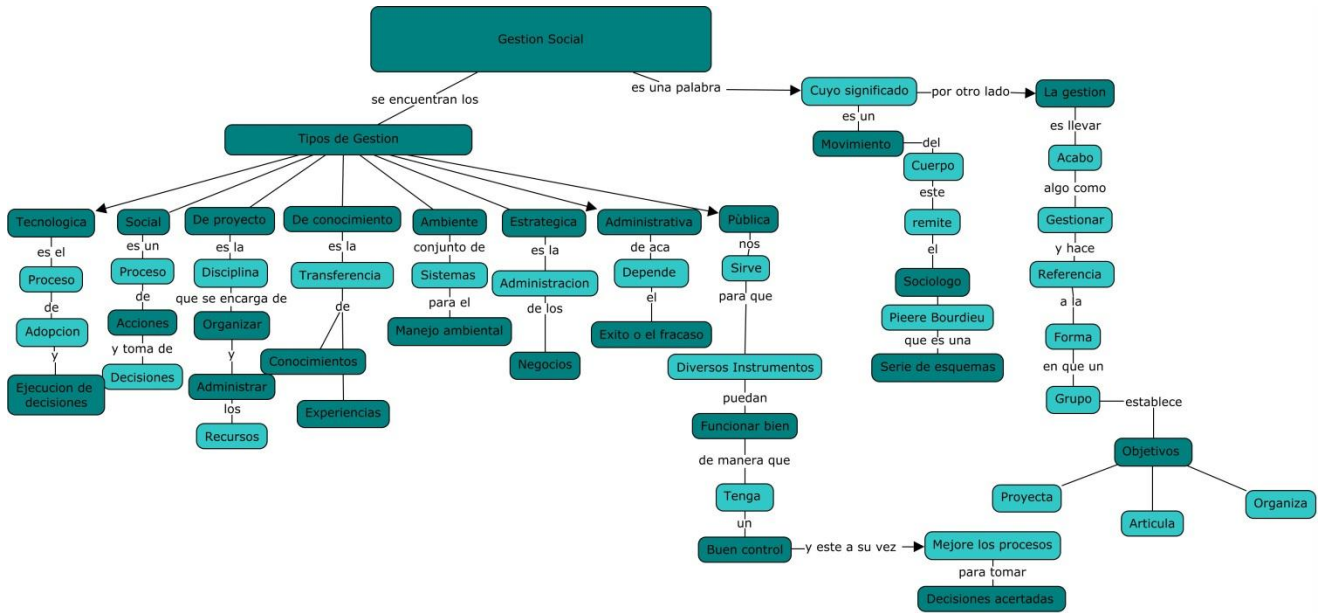 Gestion Social
se encuentran los
es una palabra
Cuyo significado
por otro lado
La gestion
es un
es llevar
Tipos de Gestion
Movimiento
del
Acabo
Cuerpo
este
algo como
Tecnologica
Social
De proyecto
De conocimiento
Ambiente
Estrategica
Administrativa
Pùblica
remite
Gestionar
es el
es un
es la
es la
conjunto de
es la
de aca
nos
el
y hace
Proceso
Proceso
Disciplina
Transferencia
Sistemas
Administracion
Depende
Sirve
Sociologo
Referencia
de
de
que se encarga de
de
para el
de los
el
para que
a la
Adopcion
Acciones
Organizar
Manejo ambiental
Exito o el fracaso
Pieere Bourdieu
Forma
y
y toma de
y
que es una
en que un
Ejecucion de
decisiones
Decisiones
Administrar
Conocimientos
Negocios
Diversos Instrumentos
Serie de esquemas
Grupo
establece
los
Experiencias
puedan
Recursos
Funcionar bien
Objetivos
de manera que
Tenga
Proyecta
Articula
Organiza
un
Buen control
y este a su vez
Mejore los procesos
para tomar
Decisiones acertadas